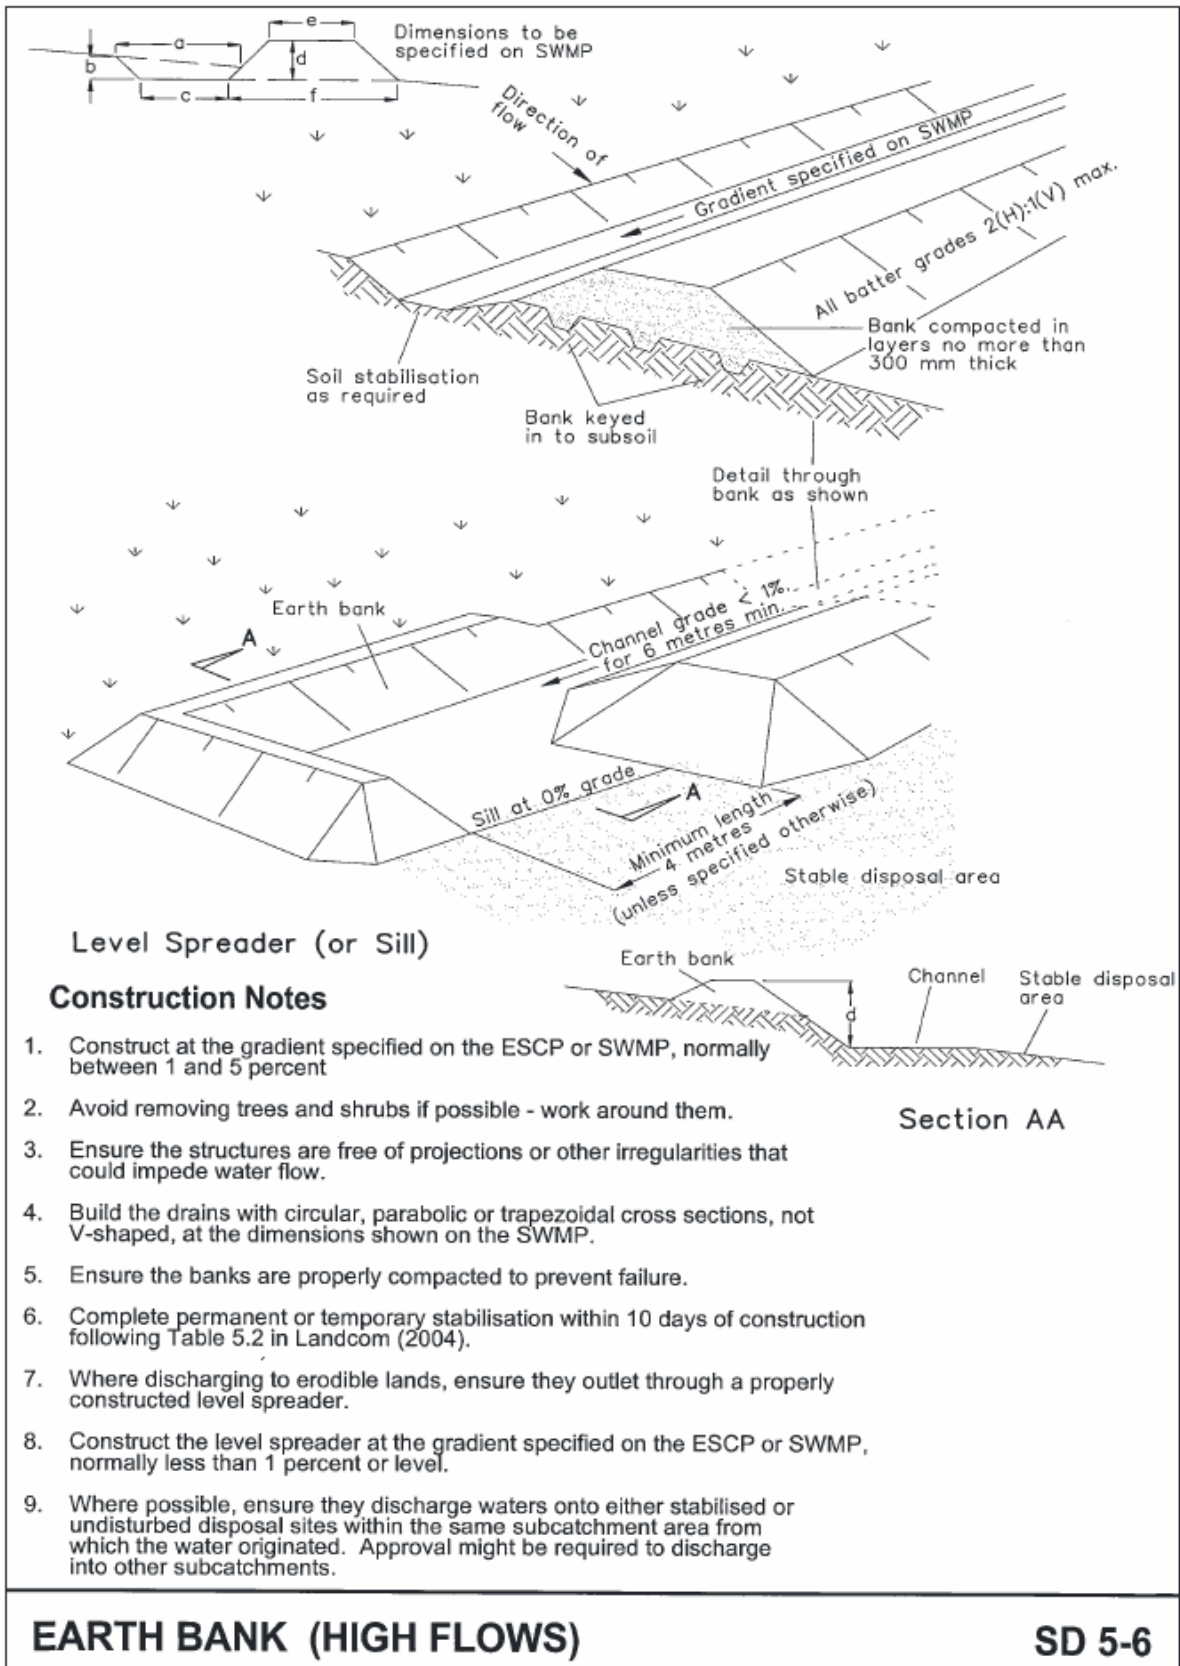 e
Dimensions to be
specified on SWMP
a
b
d
c
f
Direction of
flow
Gradient specified on SWMP
All batter grades 2(H):1(V) max.
Bank compacted in
layers no more than
300 mm thick
Soil stabilisation
as required
Bank keyed
in to subsoil
Detail through
bank as shown
Earth bank
A
Channel grade < 1%
for 6 metres min.
Sill at 0% grade
A
Minimum length
4 metres
(unless specified otherwise)
Stable disposal area
Level Spreader (or Sill)
Earth bank
Channel
Stable disposal
area
d
Section AA
Construction Notes
1. Construct at the gradient specified on the ESCP or SWMP, normally
between 1 and 5 percent
2. Avoid removing trees and shrubs if possible - work around them.
3. Ensure the structures are free of projections or other irregularities that
could impede water flow.
4. Build the drains with circular, parabolic or trapezoidal cross sections, not
V-shaped, at the dimensions shown on the SWMP.
5. Ensure the banks are properly compacted to prevent failure.
6. Complete permanent or temporary stabilisation within 10 days of construction
following Table 5.2 in Landcom (2004).
7. Where discharging to erodible lands, ensure they outlet through a properly
constructed level spreader.
8. Construct the level spreader at the gradient specified on the ESCP or SWMP,
normally less than 1 percent or level.
9. Where possible, ensure they discharge waters onto either stabilised or
undisturbed disposal sites within the same subcatchment area from
which the water originated. Approval might be required to discharge
into other subcatchments.
EARTH BANK (HIGH FLOWS)
SD 5-6